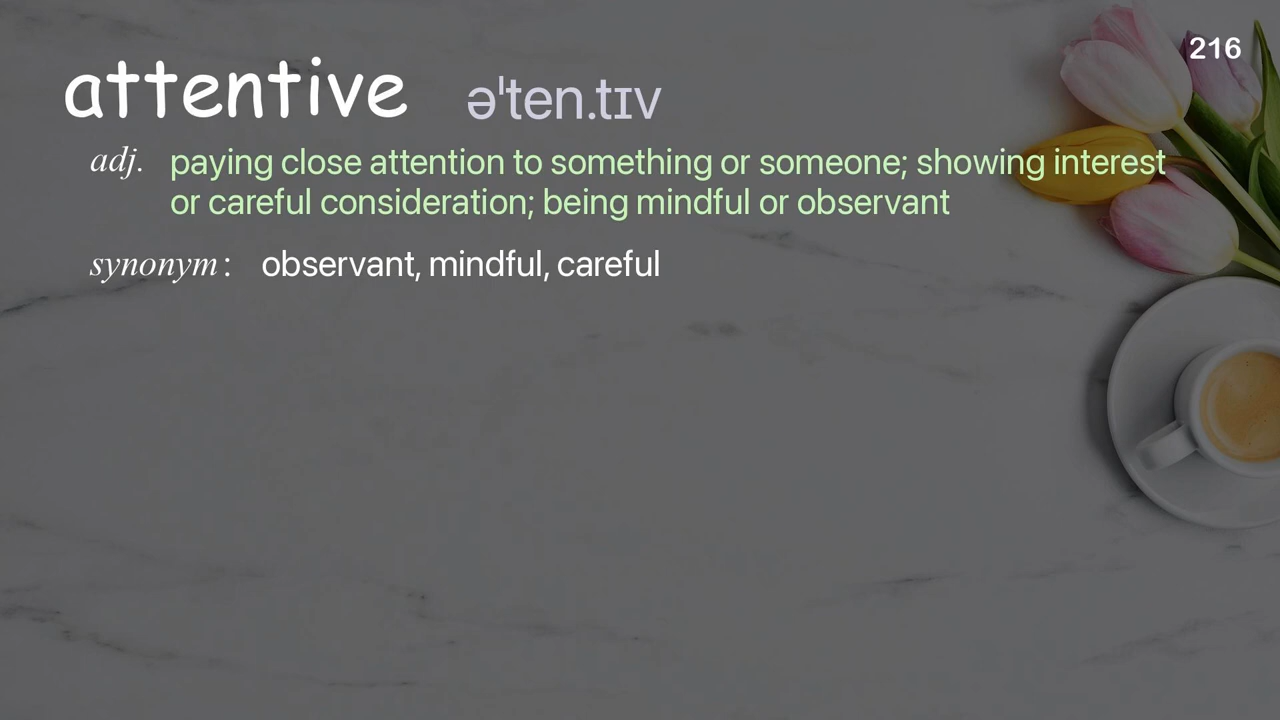 216
attentive əˈten.tɪv
adj. paying close attention to something or someone; showing interest
or careful consideration; being mindful or observant
synonym: observant, mindful, careful